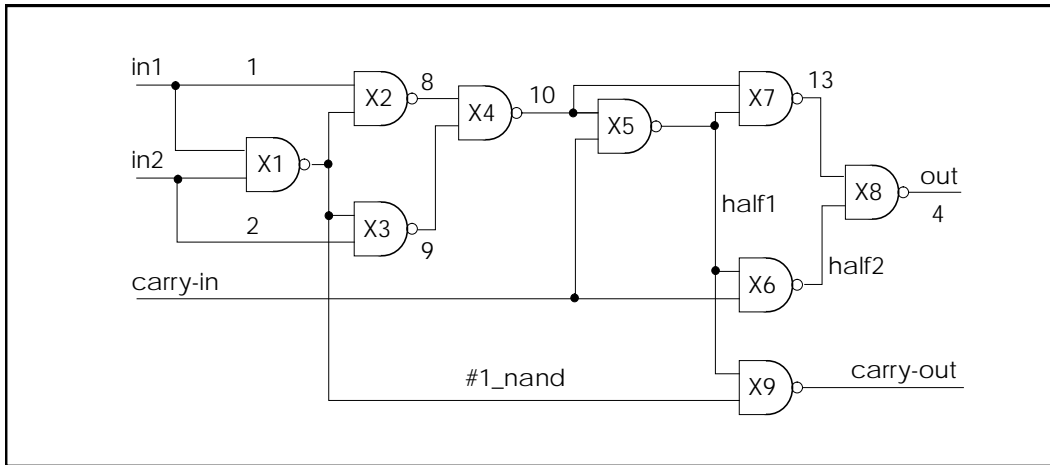 in1
1
X2
8
X4
10
X5
X7
13
in2
X1
X3
2
9
half1
X8
out
4
carry-in
X6
half2
#1_nand
X9
carry-out